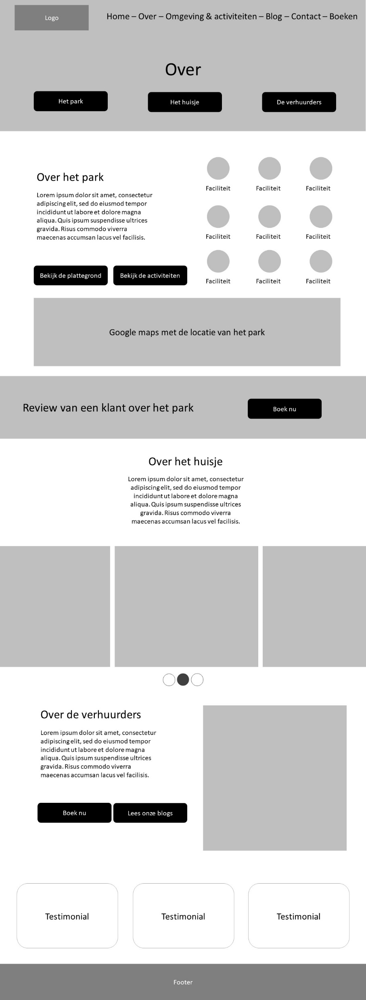 Logo
Home – Over – Omgeving & activiteiten – Blog – Contact – Boeken
Over
Het park
Het huisje
De verhuurders
Over het park
Lorem ipsum dolor sit amet, consectetur
adipiscing elit, sed do eiusmod tempor
incididunt ut labore et dolore magna
aliqua. Quis ipsum suspendisse ultrices
gravida. Risus commodo viverra
maecenas accumsan lacus vel facilisis.
Bekijk de plattegrond
Bekijk de activiteiten
Faciliteit
Faciliteit
Faciliteit
Faciliteit
Faciliteit
Faciliteit
Faciliteit
Faciliteit
Faciliteit
Google maps met de locatie van het park
Review van een klant over het park
Boek nu
Over het huisje
Lorem ipsum dolor sit amet, consectetur
adipiscing elit, sed do eiusmod tempor
incididunt ut labore et dolore magna
aliqua. Quis ipsum suspendisse ultrices
gravida. Risus commodo viverra
maecenas accumsan lacus vel facilisis.
Over de verhuurders
Lorem ipsum dolor sit amet, consectetur
adipiscing elit, sed do eiusmod tempor
incididunt ut labore et dolore magna
aliqua. Quis ipsum suspendisse ultrices
gravida. Risus commodo viverra
maecenas accumsan lacus vel facilisis.
Boek nu
Lees onze blogs
Testimonial
Testimonial
Testimonial
Footer